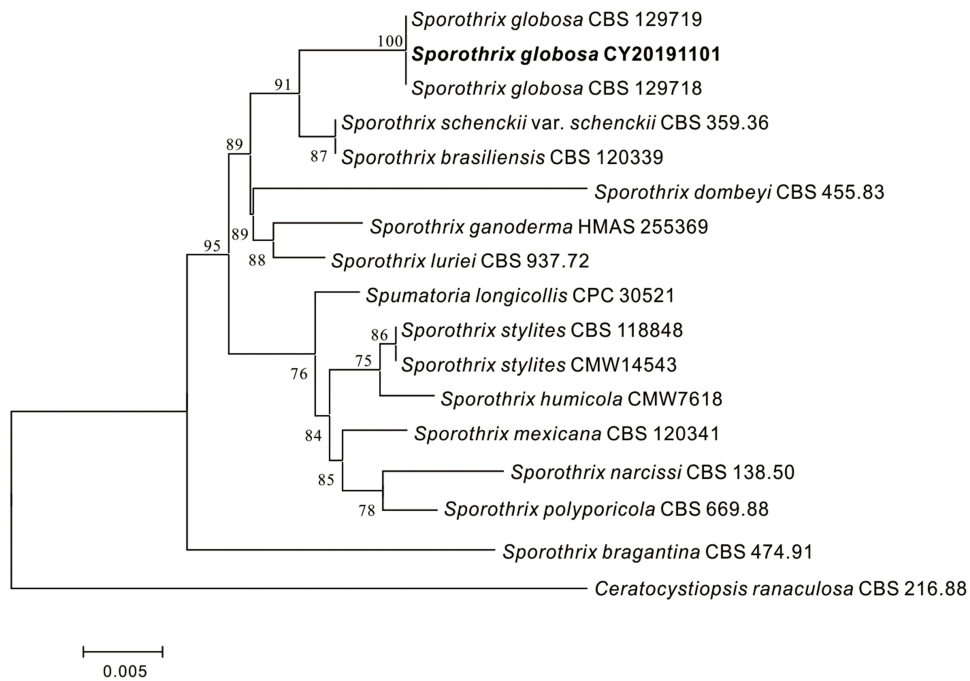 Sporothrix globosa CBS 129719
100
Sporothrix globosa CY20191101
91
Sporothrix globosa CBS 129718
Sporothrix schenckii var. schenckii CBS 359.36
89
87
Sporothrix brasiliensis CBS 120339
Sporothrix dombeyi CBS 455.83
Sporothrix ganoderma HMAS 255369
89
95
88
Sporothrix luriei CBS 937.72
Spumatoria longicollis CPC 30521
86
Sporothrix stylites CBS 118848
75
Sporothrix stylites CMW14543
76
Sporothrix humicola CMW7618
84
Sporothrix mexicana CBS 120341
85
Sporothrix narcissi CBS 138.50
78
Sporothrix polyporicola CBS 669.88
Sporothrix bragantina CBS 474.91
Ceratocystiopsis ranaculosa CBS 216.88
0.005